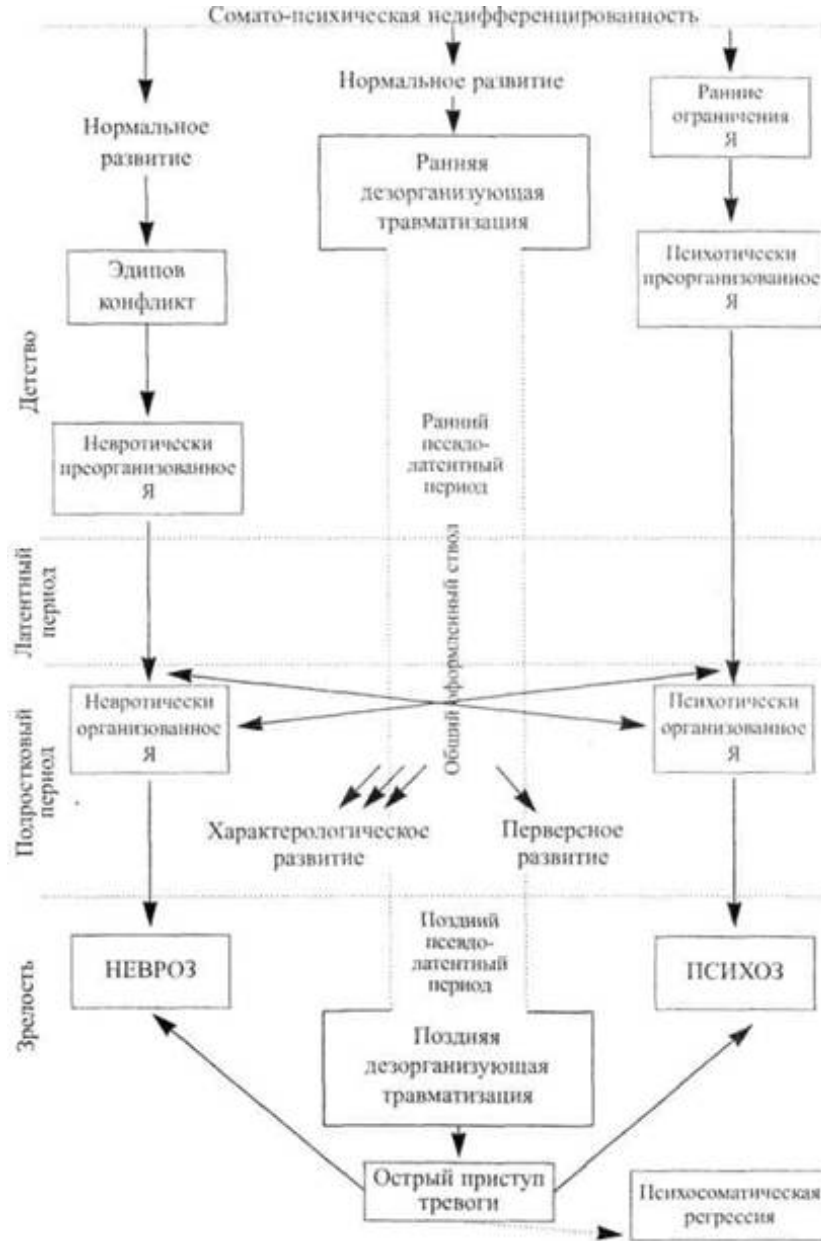 Сомато-психическая недифференцированность
Нормальное
развитие
Нормальное развитие
Ранние
ограничения
Я
Ранняя
дезорганизующая
травматизация
Эдипов
конфликт
Психотически
преорганизованное
Я
Детство
Невротически
преорганизованное
Я
Ранний
псевдо-
латентный
период
Латентный
период
Общий оформленный ствол
Подростковый
период
Невротически
организованное
Я
Психотически
организованное
Я
Характерологическое
развитие
Перверсное
развитие
Зрелость
НЕВРОЗ
Поздний
псевдо-
латентный
период
ПСИХОЗ
Поздняя
дезорганизующая
травматизация
Острый приступ
тревоги
Психосоматическая
регрессия